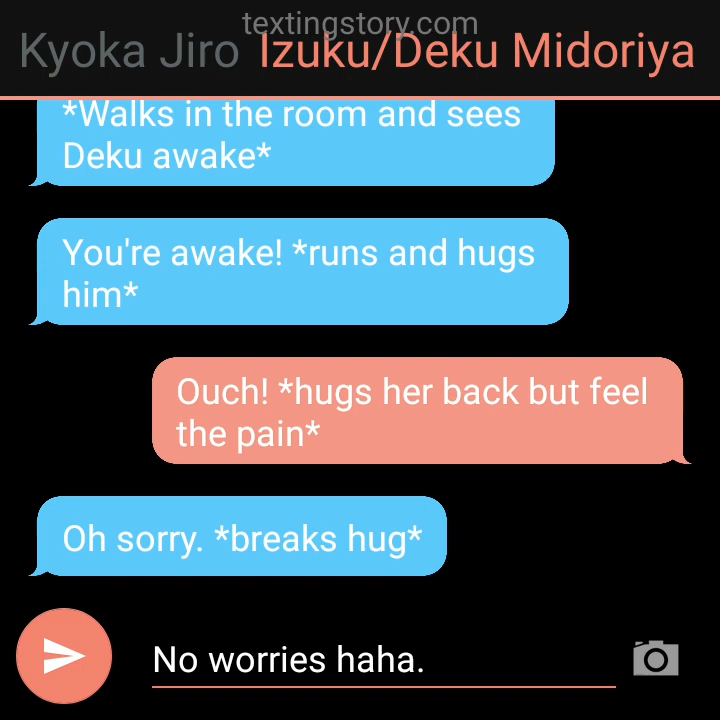 textingstory.com
Kyoka Jiro Izuku/Deku Midoriya
*Walks in the room and sees
Deku awake*
You're awake! *runs and hugs
him*
Ouch! *hugs her back but feel
the pain*
Oh sorry. *breaks hug*
No worries haha.